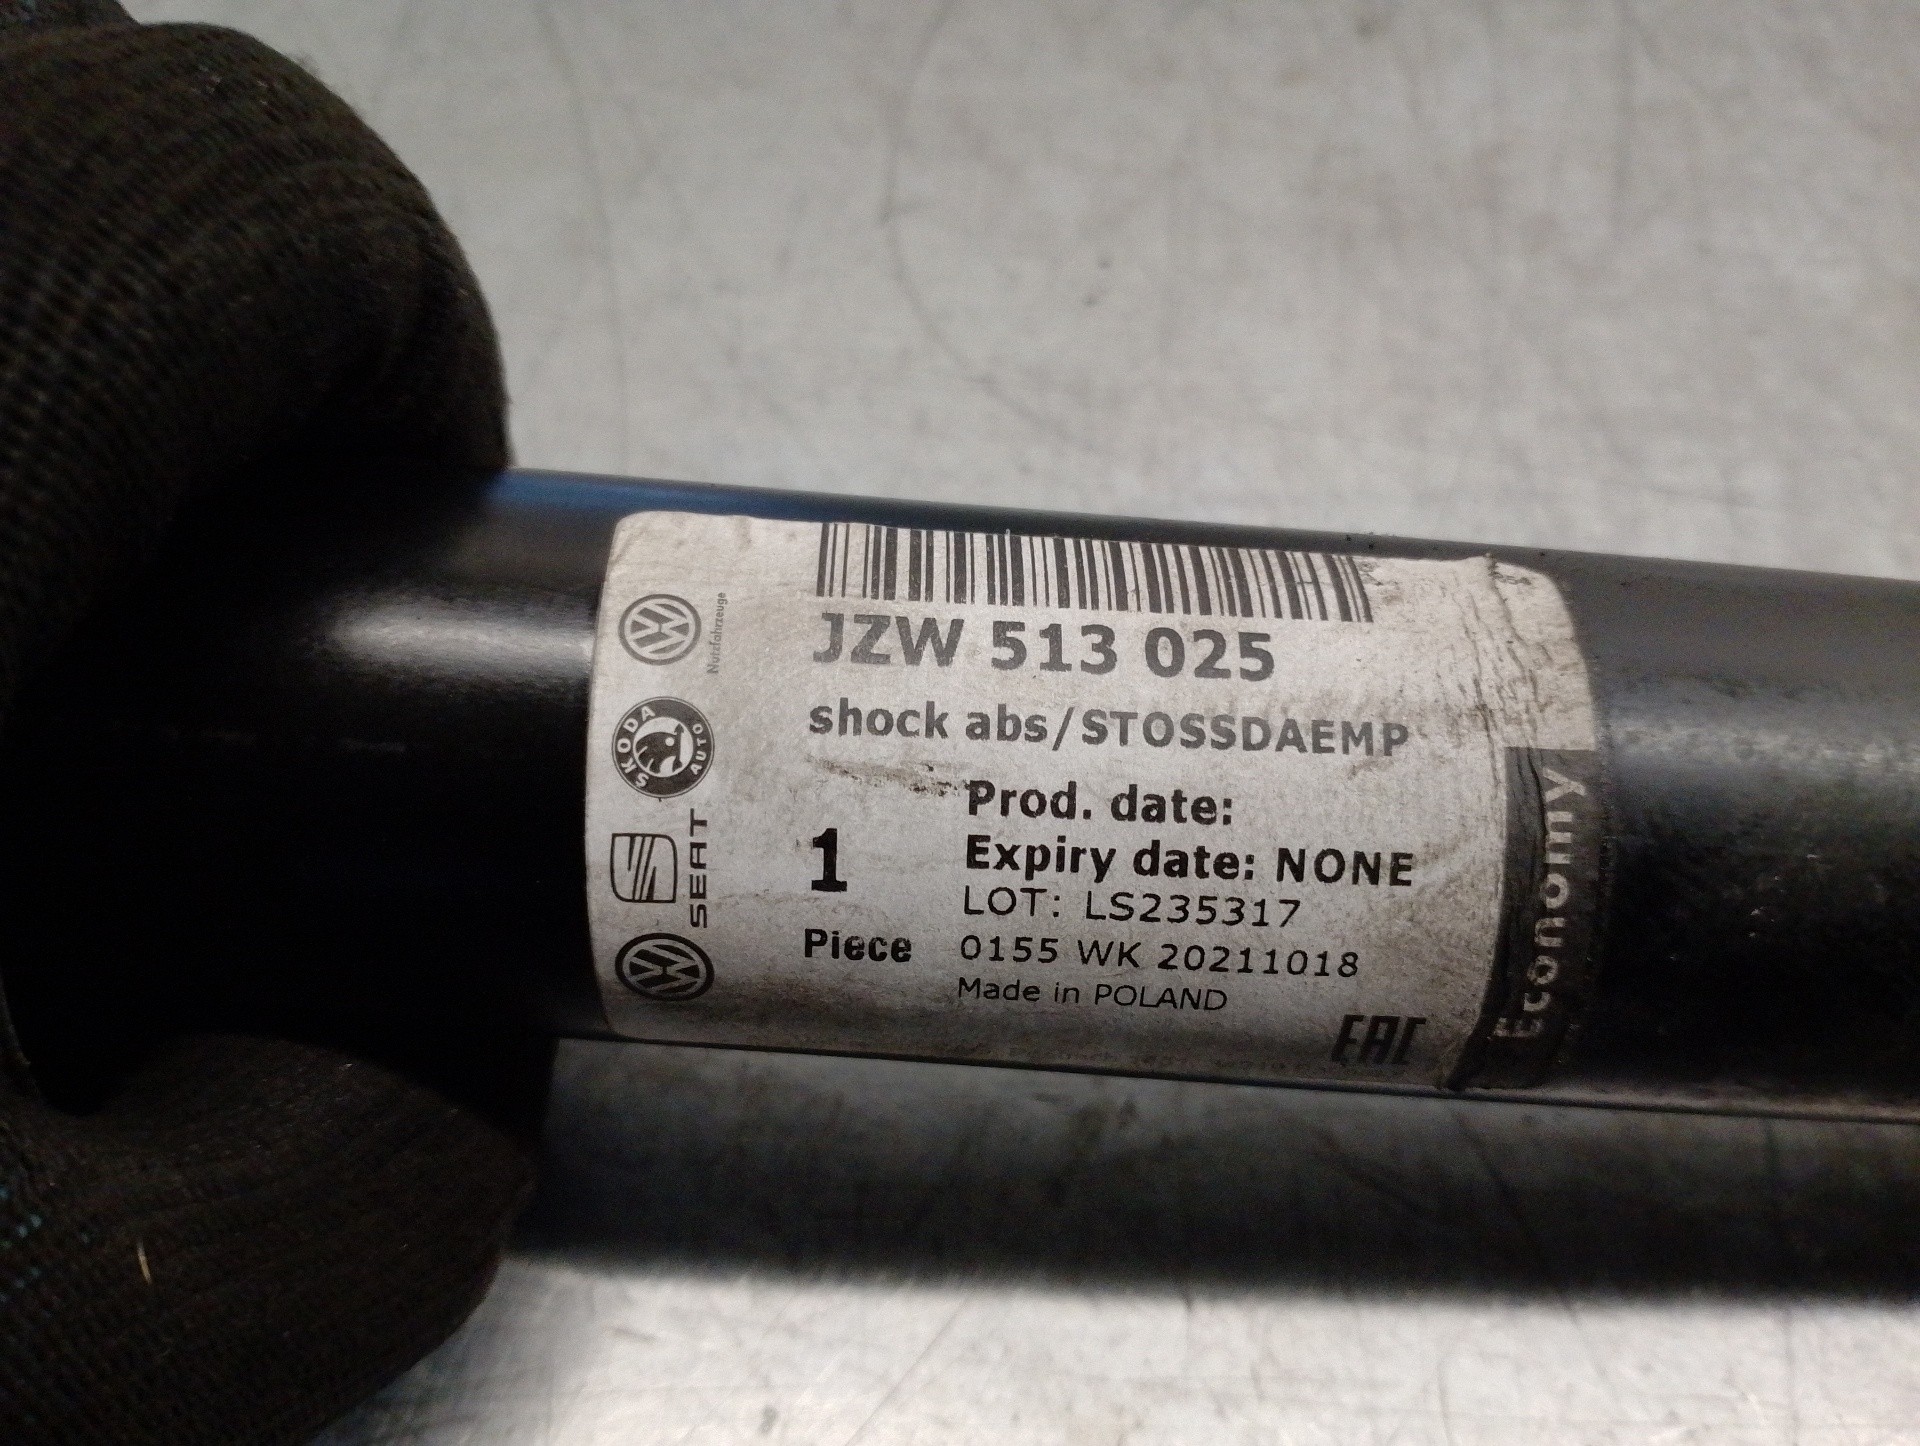 JZW 513 025
shock abs/STOSSDAEMP
Prod. date:
Expiry date: NONE
1
Piece
LOT: LS235317
0155 WK 20211018
Made in POLAND
EAC
Economy
Nutzfahrzeuge
SKODA AUTO
SEAT